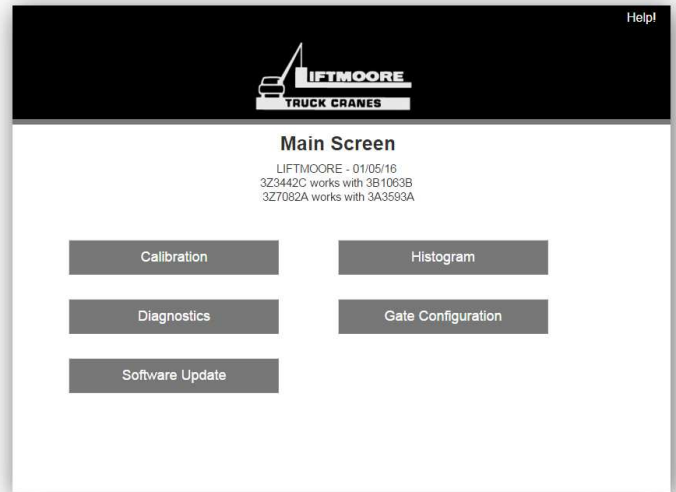 Help!
LIFTMOORE
TRUCK CRANES
Main Screen
LIFTMOORE - 01/05/16
3Z3442C works with 3B1063B
3Z7082A works with 3A3593A
Calibration
Histogram
Diagnostics
Gate Configuration
Software Update